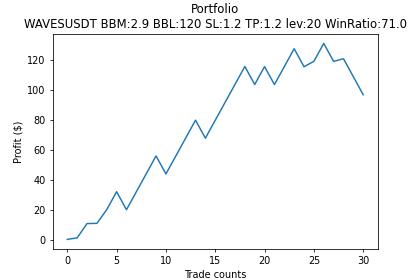 Portfolio
WAVESUSDT BBM:2.9 BBL:120 SL:1.2 TP:1.2 lev:20 WinRatio:71.0
120
100
80
60
40
20
0
Profit ($)
0 5 10 15 20 25 30
Trade counts